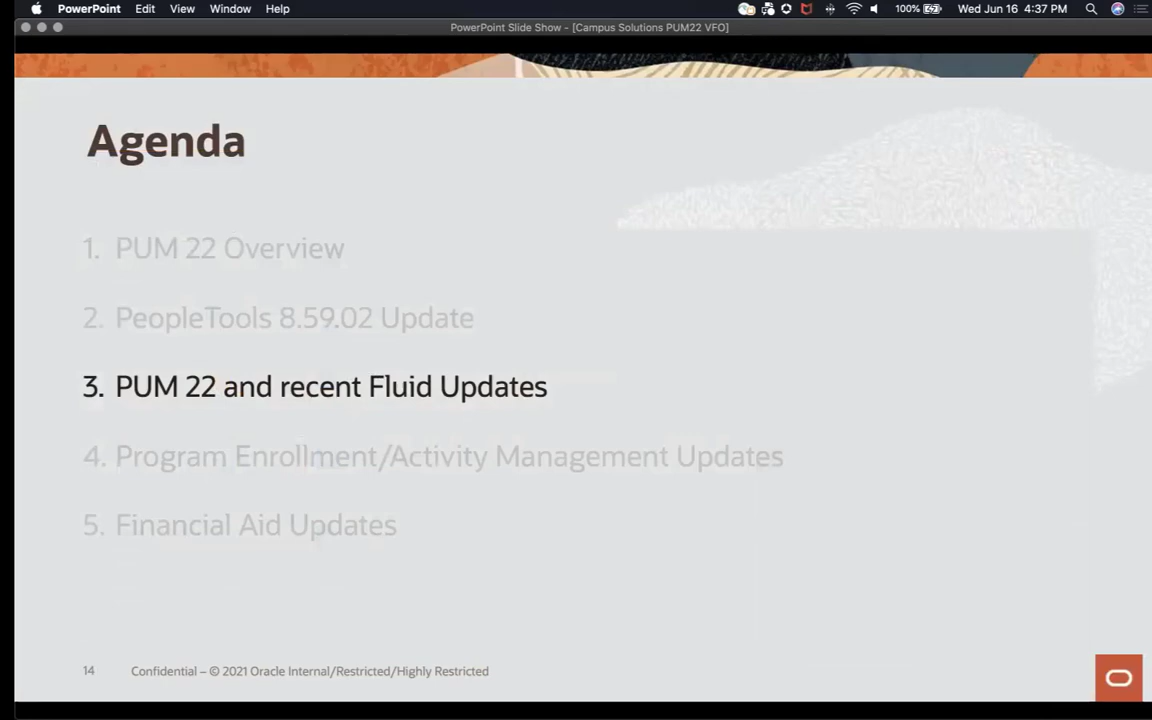 PowerPoint Edit View Window Help 100% Wed Jun 16 4:37 PM
PowerPoint Slide Show - [Campus Solutions PUM22 VFO]
Agenda
1. PUM 22 Overview
2. PeopleTools 8.59.02 Update
3. PUM 22 and recent Fluid Updates
4. Program Enrollment/Activity Management Updates
5. Financial Aid Updates
14 Confidential – © 2021 Oracle Internal/Restricted/Highly Restricted